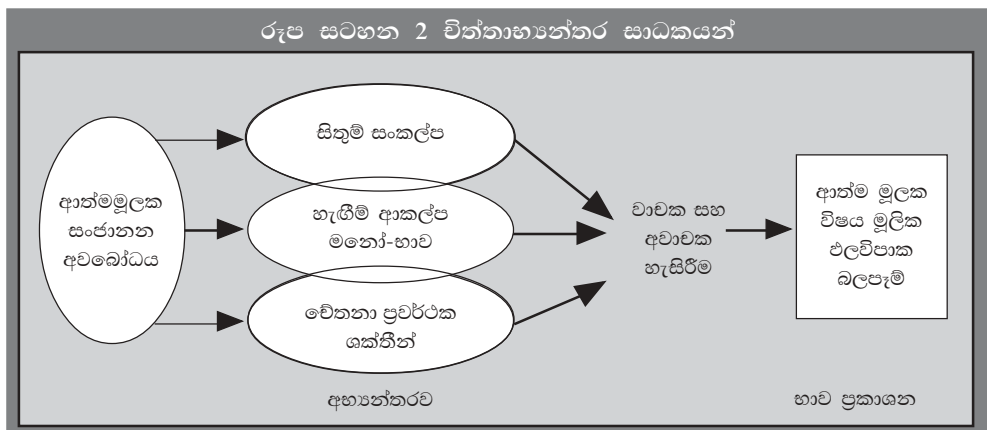 රූප සටහන 2 චිත්තාභ්‍යන්තර සාධකයන්
ආත්මමූලක
සංජානන
අවබෝධය
සිතුම් සංකල්ප
හැඟීම් ආකල්ප
මනෝ-භාව
චේතනා ප්‍රවර්ථක
ශක්තීන්
වාචක සහ
අවාචක
හැසිරීම
ආත්ම මූලක
විෂය මූලික
ඵලවිපාක
බලපෑම්
අභ්‍යන්තරව
භාව ප්‍රකාශන